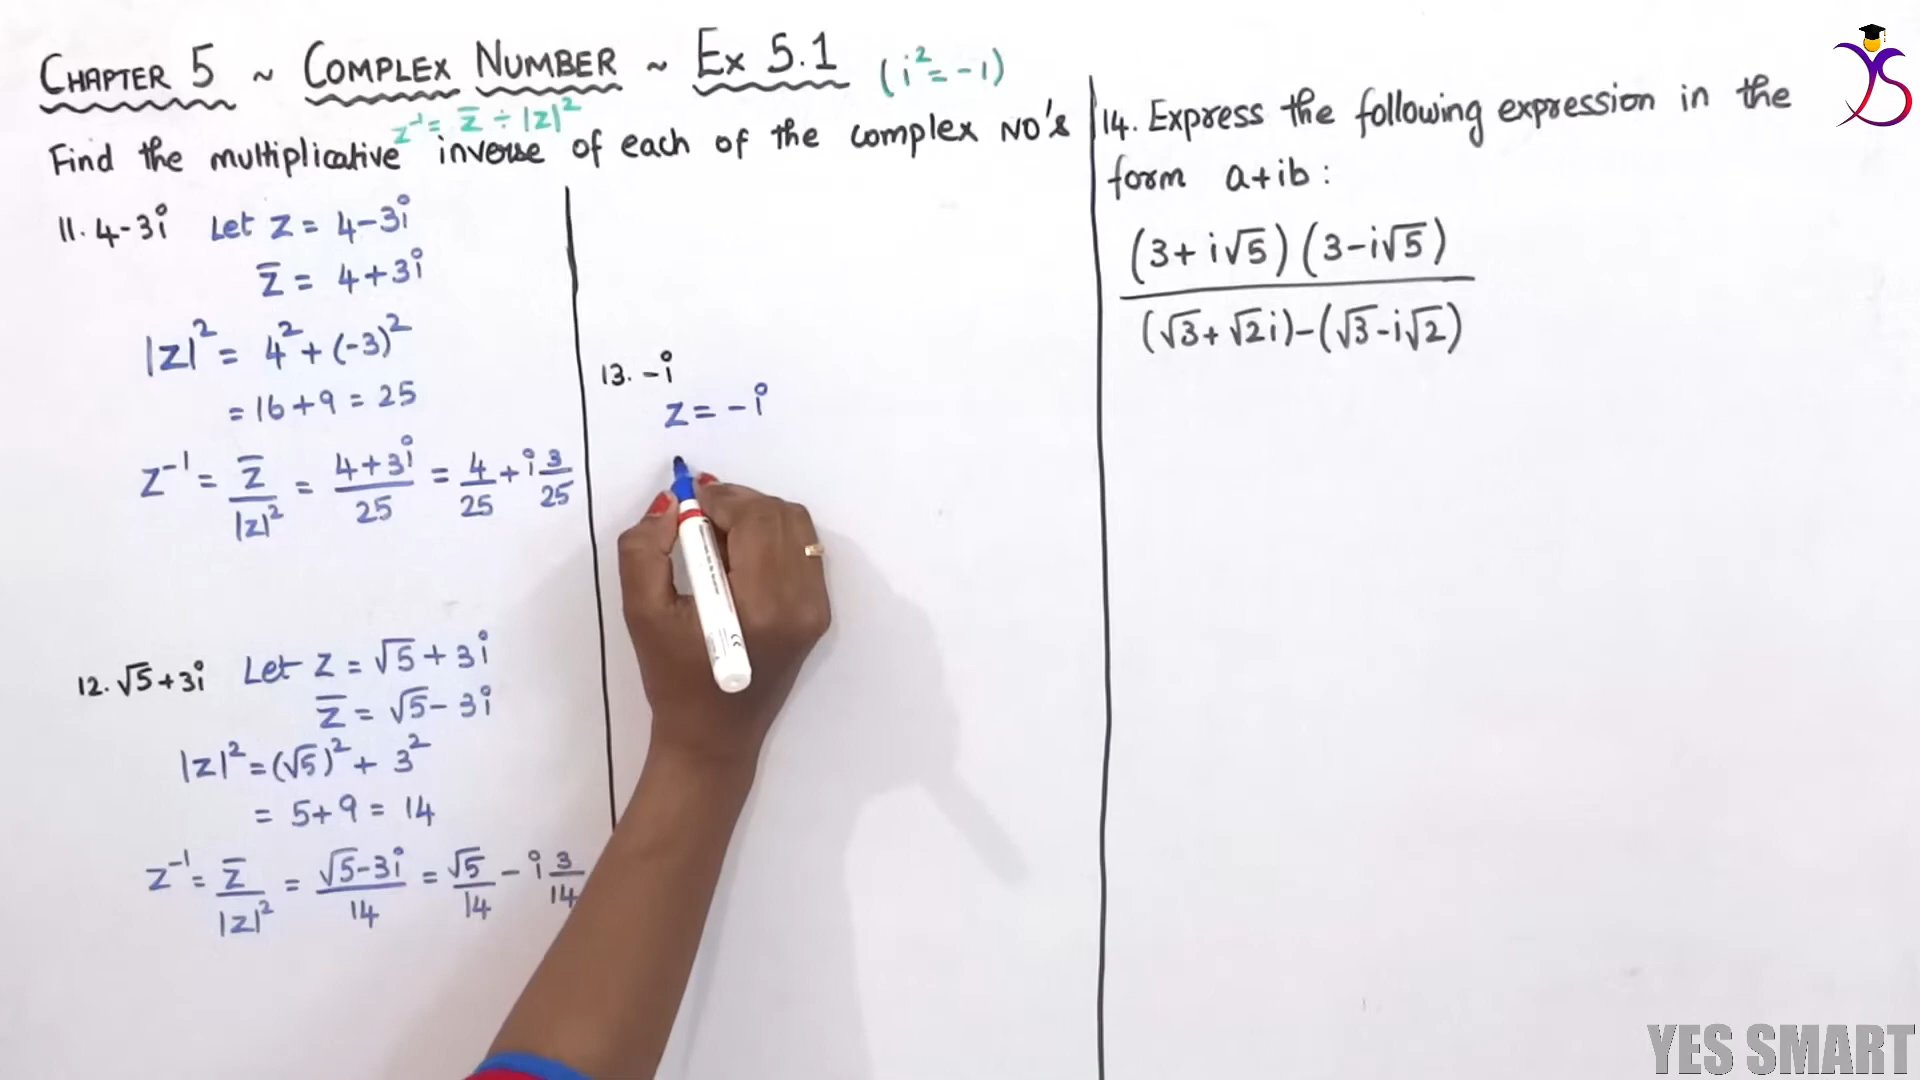 CHAPTER 5 ~ COMPLEX NUMBER ~ Ex 5.1 (i² = -1)
z⁻¹ = z̅ ÷ |z|²
Find the multiplicative inverse of each of the complex NO's
11. 4-3i Let z = 4-3i
z̅ = 4+3i
|z|² = 4² + (-3)²
= 16+9 = 25
z⁻¹ = z̅/|z|² = (4+3i)/25 = 4/25 + i 3/25
12. √5+3i Let z = √5+3i
z̅ = √5-3i
|z|² = (√5)² + 3²
= 5+9 = 14
z⁻¹ = z̅/|z|² = (√5-3i)/14 = √5/14 - i 3/14
13. -i
z = -i
14. Express the following expression in the
form a+ib:
(3+i√5)(3-i√5)
(√3+√2i)-(√3-i√2)
YS
YES SMART